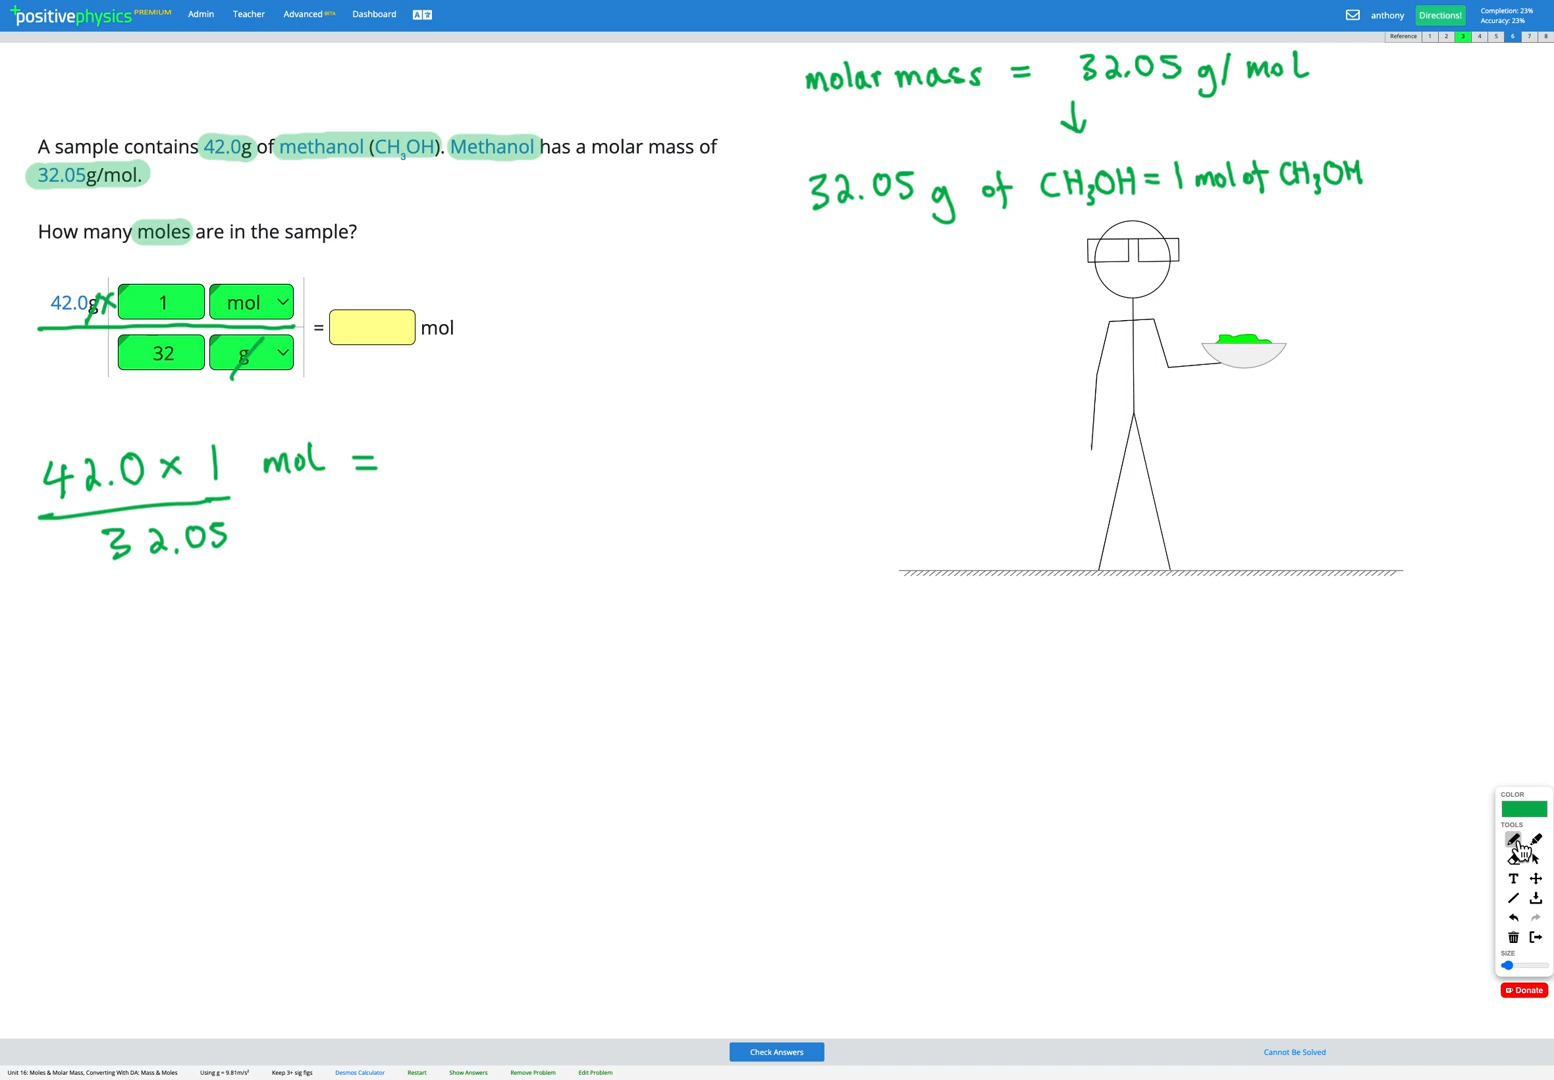 positivephysics PREMIUM Admin Teacher Advanced BETA Dashboard A anthony Directions! Completion: 23%
Accuracy: 23%
Reference 1 2 3 4 5 6 7 8
molar mass = 32.05 g/mol
↓
A sample contains 42.0g of methanol (CH₃OH). Methanol has a molar mass of
32.05g/mol.
32.05 g of CH₃OH = 1 mol of CH₃OH
How many moles are in the sample?
42.0g x 1 mol
= mol
32 g
42.0 x 1 mol =
32.05
COLOR
TOOLS
T
SIZE
Donate
Check Answers Cannot Be Solved
Unit 16: Moles & Molar Mass, Converting With DA: Mass & Moles Using g = 9.81m/s² Keep 3+ sig figs Desmos Calculator Restart Show Answers Remove Problem Edit Problem